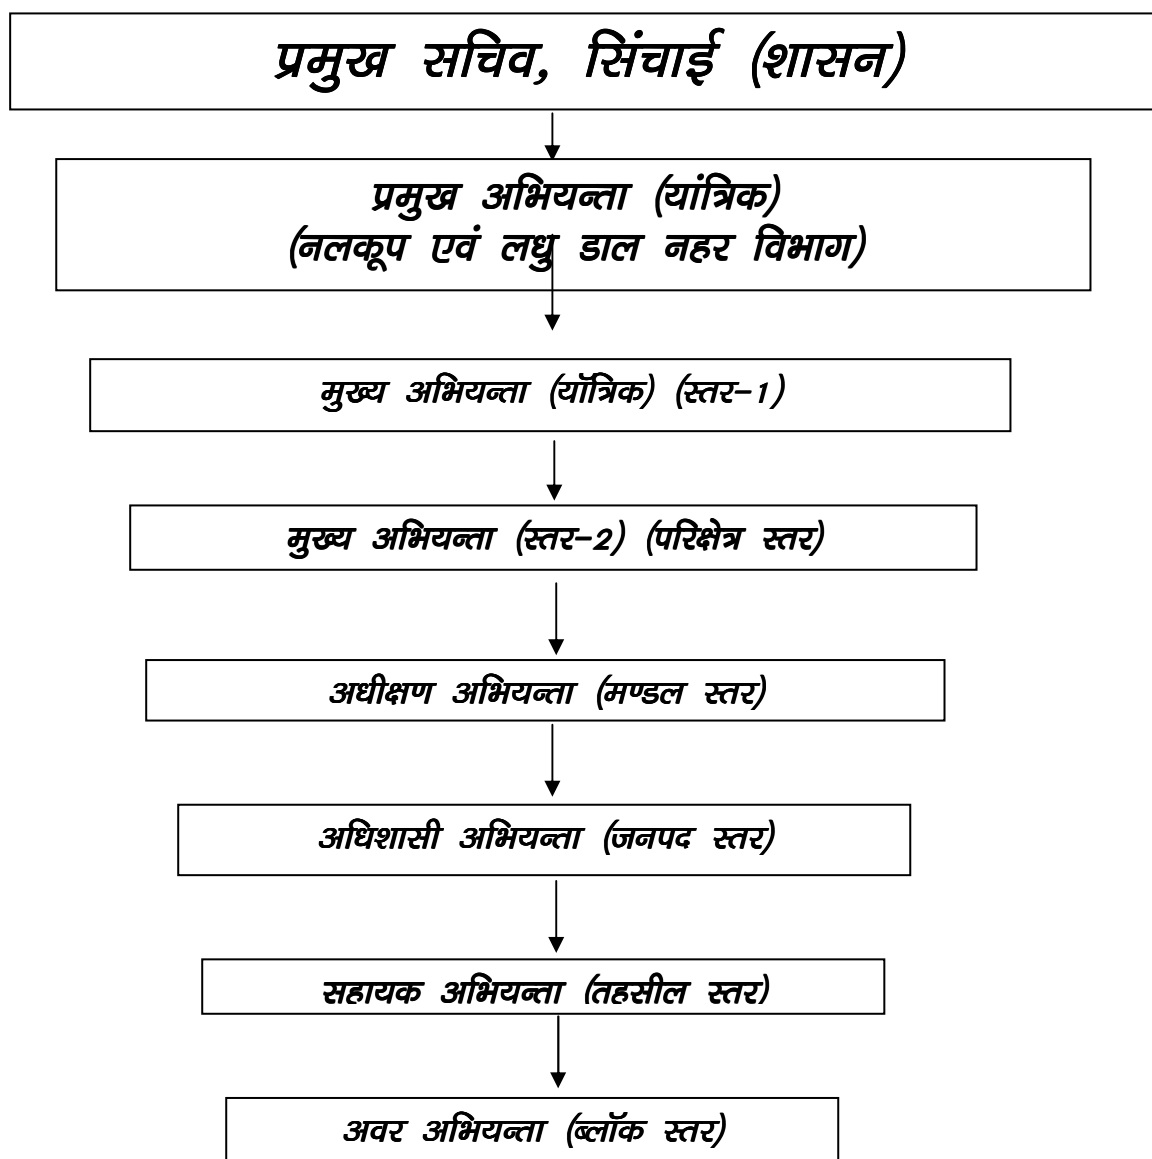 प्रमुख सचिव, सिंचाई (शासन)
प्रमुख अभियन्ता (यांत्रिक)
(नलकूप एवं लधु डाल नहर विभाग)
मुख्य अभियन्ता (यॉत्रिक) (स्तर-1)
मुख्य अभियन्ता (स्तर-2) (परिक्षेत्र स्तर)
अधीक्षण अभियन्ता (मण्डल स्तर)
अधिशासी अभियन्ता (जनपद स्तर)
सहायक अभियन्ता (तहसील स्तर)
अवर अभियन्ता (ब्लॉक स्तर)